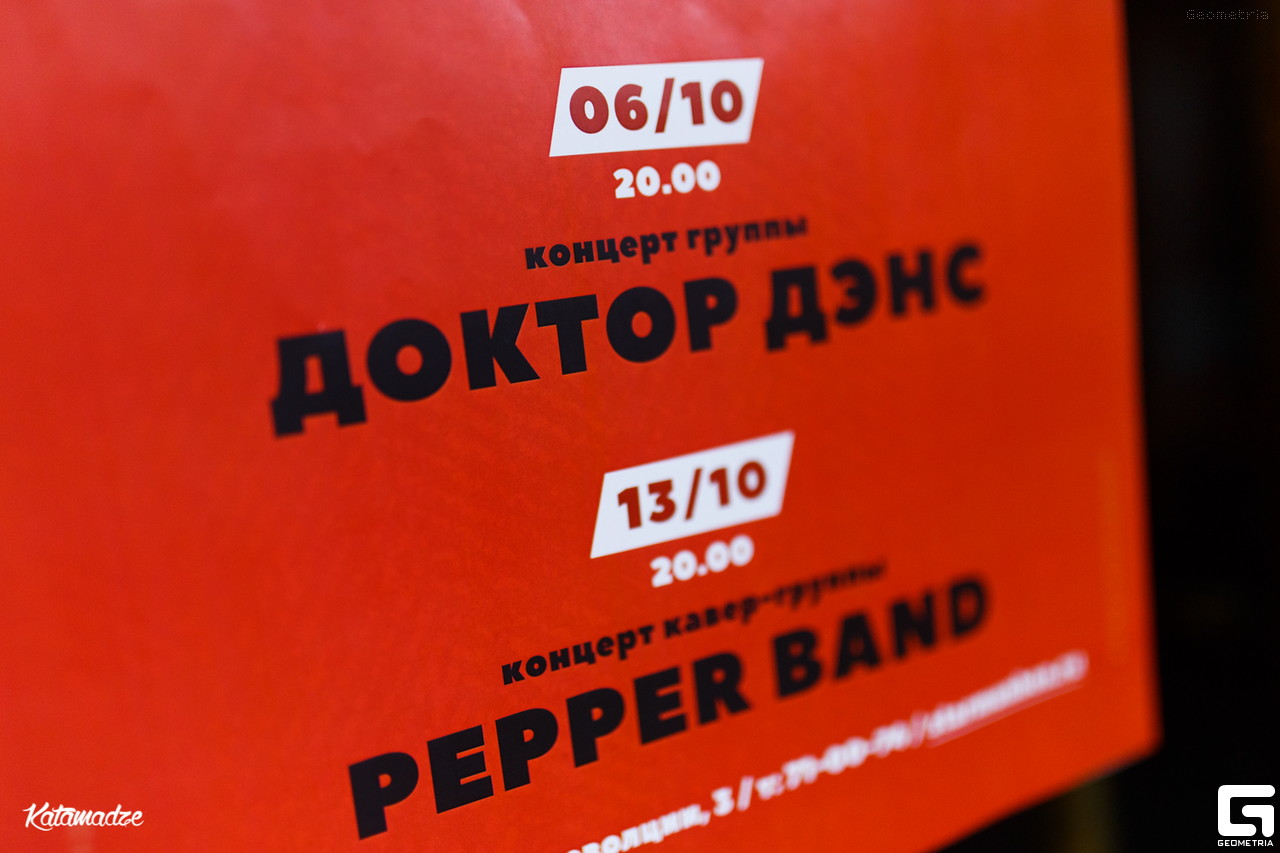 Geometria
06/10
20.00
концерт группы
ДОКТОР ДЭНС
13/10
20.00
концерт кавер-группы
PEPPER BAND
3 / т:
Katamadze
GEOMETRIA